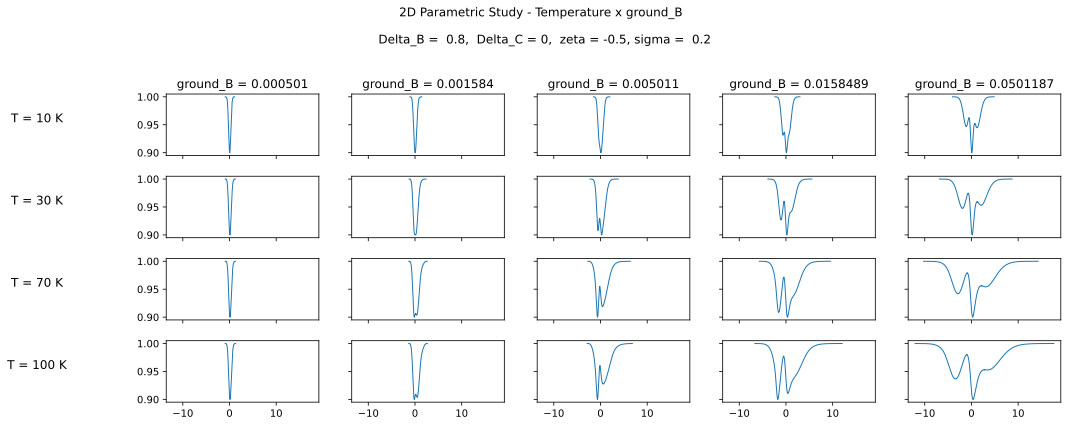 2D Parametric Study - Temperature x ground_B
Delta_B =  0.8,  Delta_C = 0,  zeta = -0.5, sigma =  0.2
ground_B = 0.000501
ground_B = 0.001584
ground_B = 0.005011
ground_B = 0.0158489
ground_B = 0.0501187
T = 10 K
1.00
0.95
0.90
T = 30 K
1.00
0.95
0.90
T = 70 K
1.00
0.95
0.90
T = 100 K
1.00
0.95
0.90
−10 0 10
−10 0 10
−10 0 10
−10 0 10
−10 0 10